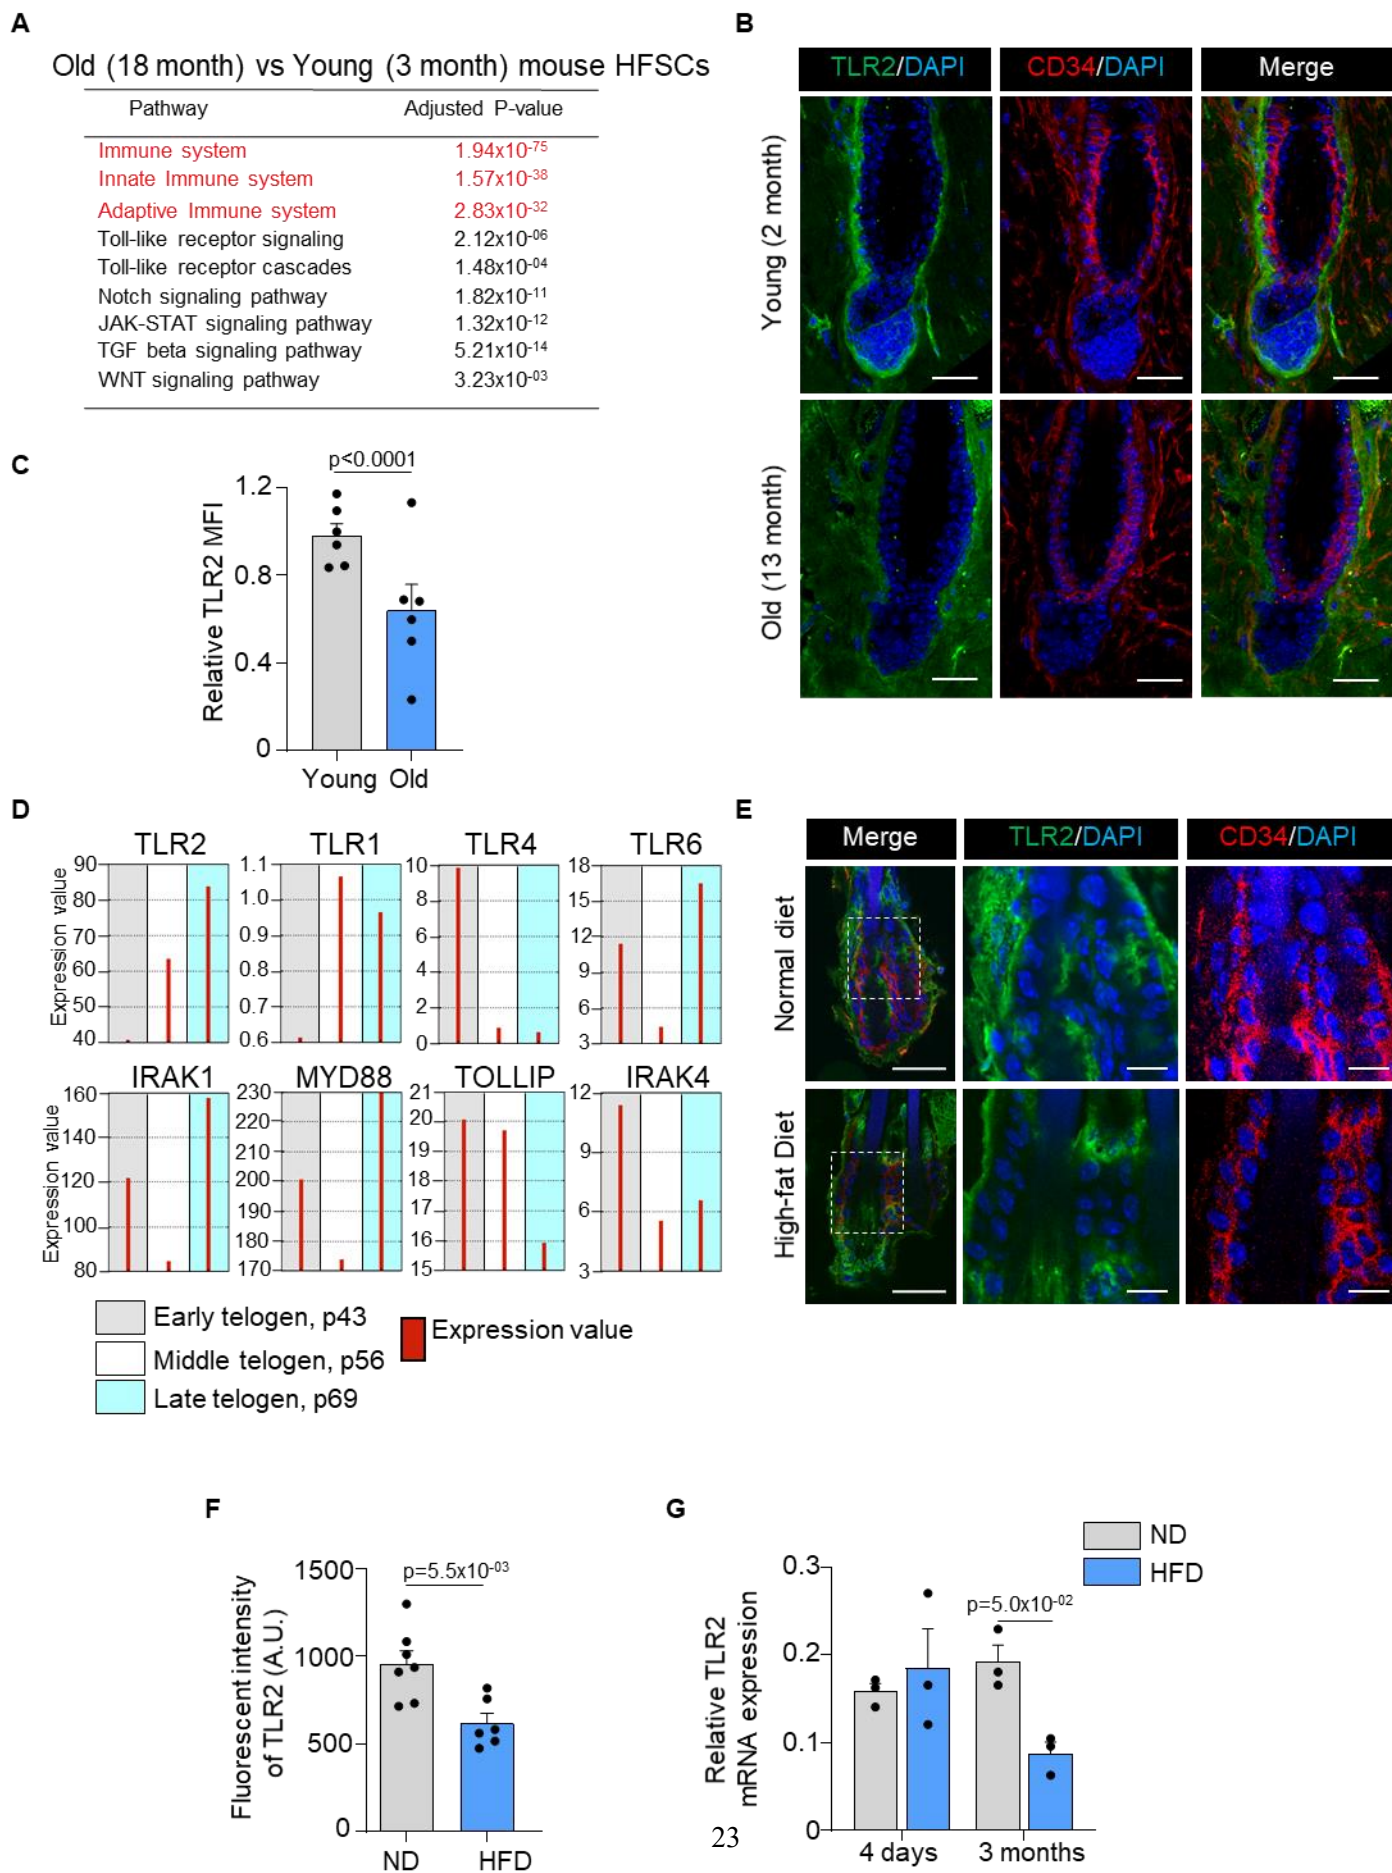 A
Old (18 month) vs Young (3 month) mouse HFSCs
Pathway Adjusted P-value
Immune system 1.94x10-75
Innate Immune system 1.57x10-38
Adaptive Immune system 2.83x10-32
Toll-like receptor signaling 2.12x10-06
Toll-like receptor cascades 1.48x10-04
Notch signaling pathway 1.82x10-11
JAK-STAT signaling pathway 1.32x10-12
TGF beta signaling pathway 5.21x10-14
WNT signaling pathway 3.23x10-03
B
TLR2/DAPI CD34/DAPI Merge
Young (2 month)
Old (13 month)
C
p<0.0001
Relative TLR2 MFI
1.2
0.8
0.4
0
Young Old
D
TLR2 TLR1 TLR4 TLR6
Expression value
90
80
70
60
50
40
1.1
1.0
0.9
0.8
0.7
0.6
10
8
6
4
2
0
18
15
12
9
6
3
IRAK1 MYD88 TOLLIP IRAK4
Expression value
160
140
120
100
80
230
220
210
200
190
180
170
21
20
19
18
17
16
15
12
9
6
3
Early telogen, p43
Middle telogen, p56
Late telogen, p69
Expression value
E
Merge TLR2/DAPI CD34/DAPI
Normal diet
High-fat Diet
F
Fluorescent intensity
of TLR2 (A.U.)
1500
1000
500
0
p=5.5x10-03
ND HFD
G
ND
HFD
Relative TLR2
mRNA expression
0.3
0.2
0.1
0
p=5.0x10-02
4 days 3 months
23